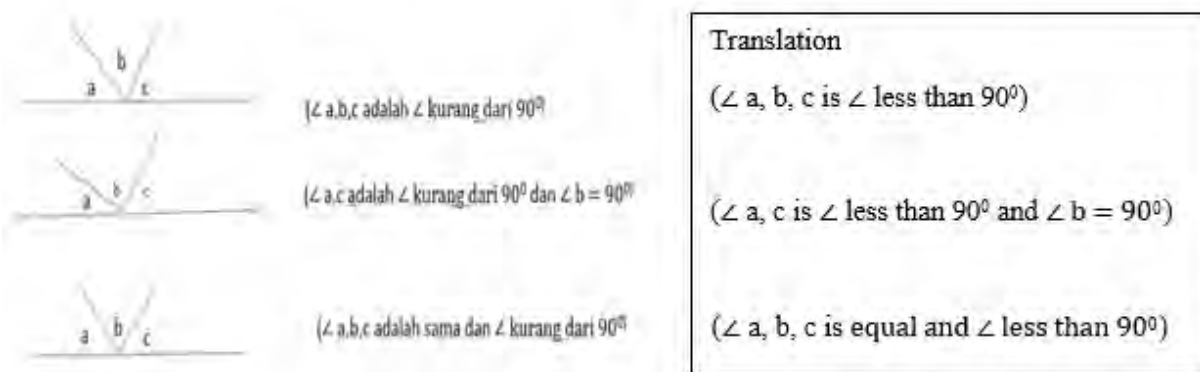 a b c
(∠ a,b,c adalah ∠ kurang dari 90⁰)
a b c
(∠ a,c adalah ∠ kurang dari 90⁰ dan ∠ b = 90⁰)
a b c
(∠ a,b,c adalah sama dan ∠ kurang dari 90⁰)
Translation
(∠ a, b, c is ∠ less than 90⁰)
(∠ a, c is ∠ less than 90⁰ and ∠ b = 90⁰)
(∠ a, b, c is equal and ∠ less than 90⁰)